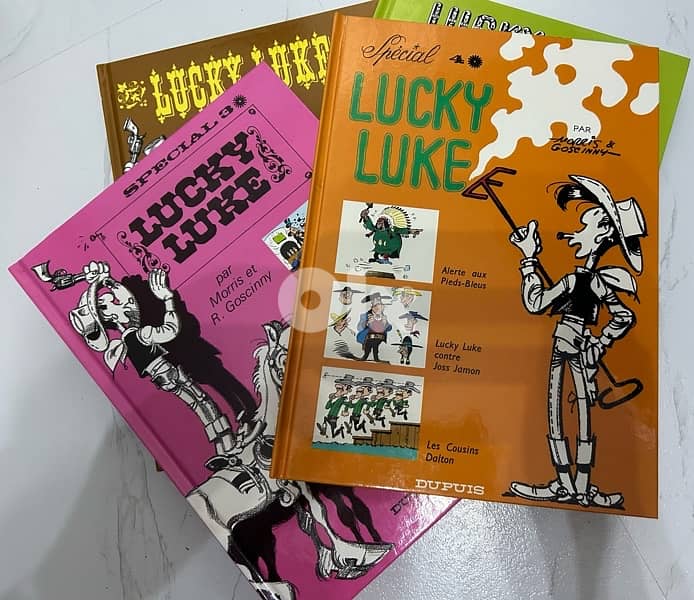 LUCKY LUKE
LUCKY
Spécial 4
LUCKY
LUKE
PAR
MORRIS &
GOSCINNY
Alerte aux
Pieds-Bleus
Lucky Luke
contre
Joss Jamon
Les Cousins
Dalton
DUPUIS
SPECIAL 3
LUCKY
LUKE
par
Morris et
R. Goscinny